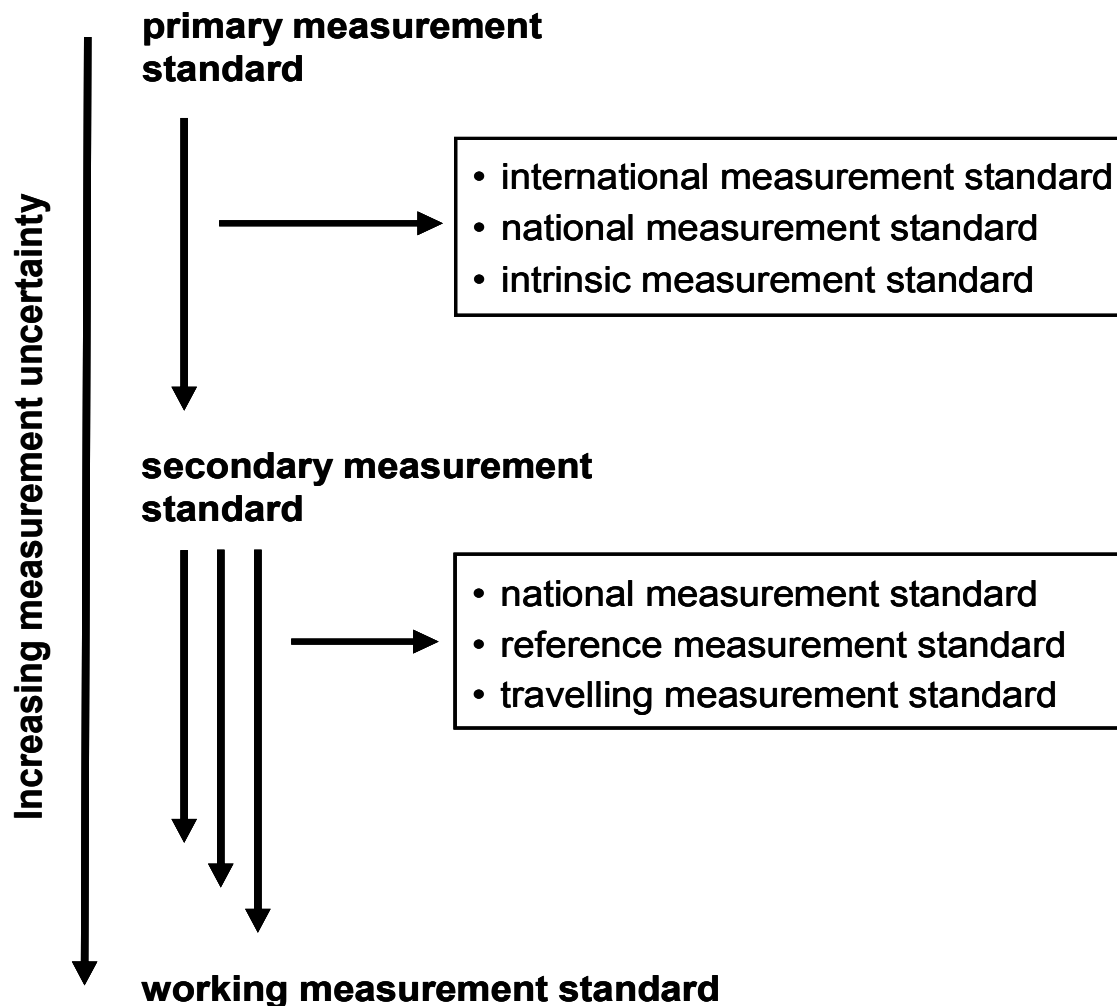 primary measurement
standard
• international measurement standard
• national measurement standard
• intrinsic measurement standard
Increasing measurement uncertainty
secondary measurement
standard
• national measurement standard
• reference measurement standard
• travelling measurement standard
working measurement standard